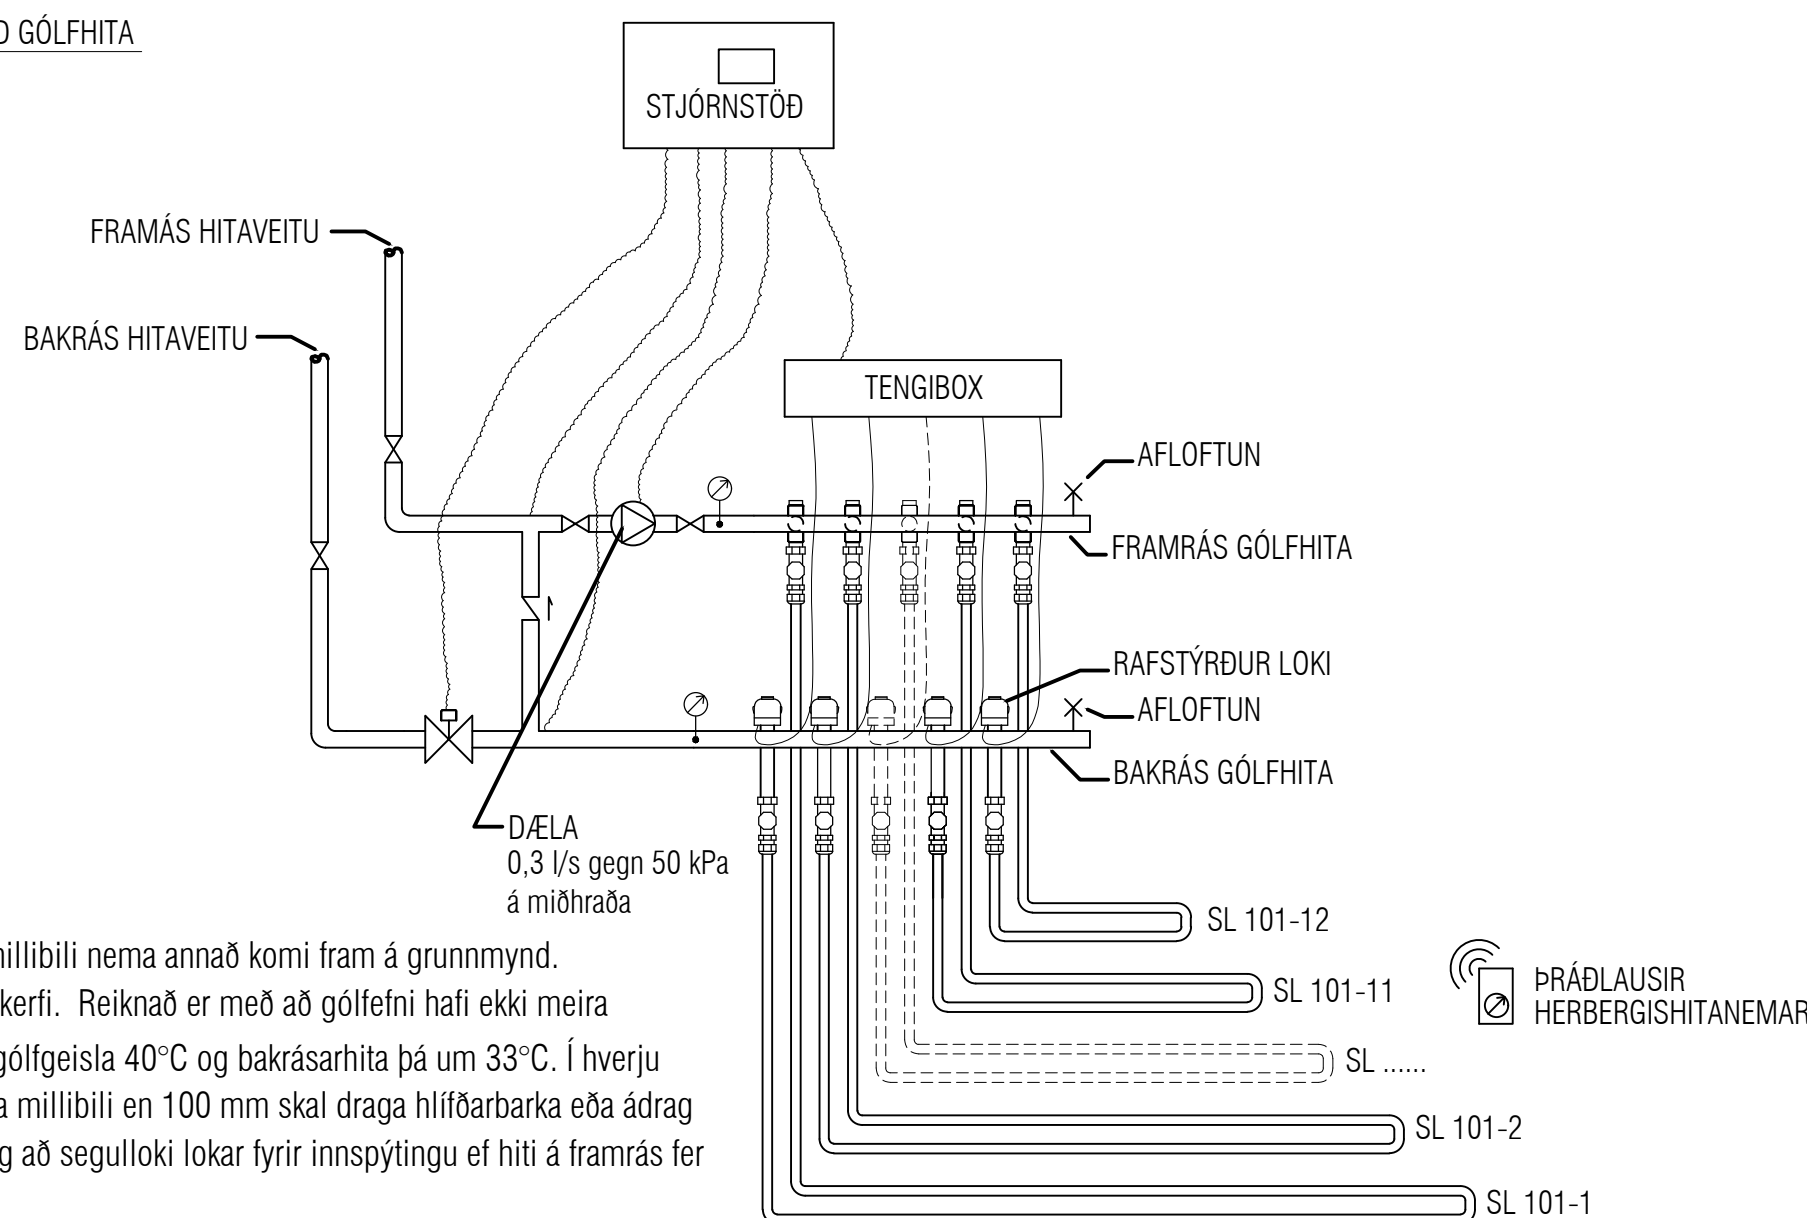 D GÓLFHITA
STJÓRNSTÖÐ
FRAMÁS HITAVEITU
BAKRÁS HITAVEITU
TENGIBOX
AFLOFTUN
FRAMRÁS GÓLFHITA
RAFSTÝRÐUR LOKI
AFLOFTUN
BAKRÁS GÓLFHITA
DÆLA
0,3 l/s gegn 50 kPa
á miðhraða
SL 101-12
SL 101-11
SL ......
SL 101-2
SL 101-1
ÞRÁÐLAUSIR
HERBERGISHITANEMAR
millibili nema annað komi fram á grunnmynd.
kerfi. Reiknað er með að gólfefni hafi ekki meira
gólfgeisla 40°C og bakrásarhita þá um 33°C. Í hverju
a millibili en 100 mm skal draga hlífðarbarka eða ádrag
g að segulloki lokar fyrir innspýtingu ef hiti á framrás fer